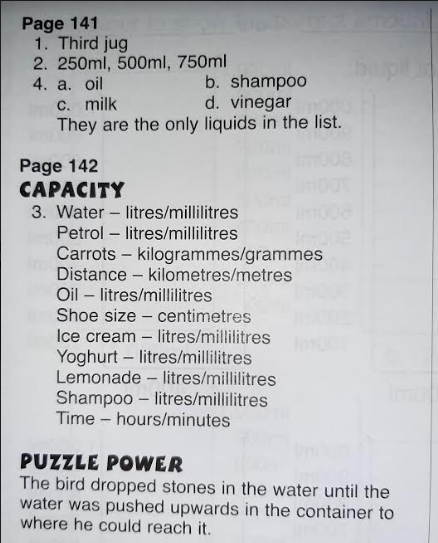 Page 141
1. Third jug
2. 250ml, 500ml, 750ml
4. a. oil b. shampoo
c. milk d. vinegar
They are the only liquids in the list.
Page 142
CAPACITY
3. Water – litres/millilitres
Petrol – litres/millilitres
Carrots – kilogrammes/grammes
Distance – kilometres/metres
Oil – litres/millilitres
Shoe size – centimetres
Ice cream – litres/millilitres
Yoghurt – litres/millilitres
Lemonade – litres/millilitres
Shampoo – litres/millilitres
Time – hours/minutes
PUZZLE POWER
The bird dropped stones in the water until the
water was pushed upwards in the container to
where he could reach it.